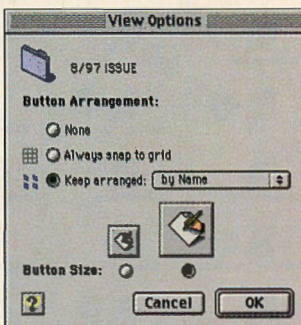 View Options
8/97 ISSUE
Button Arrangement:
None
Always snap to grid
Keep arranged: by Name
Button Size:
?
Cancel OK